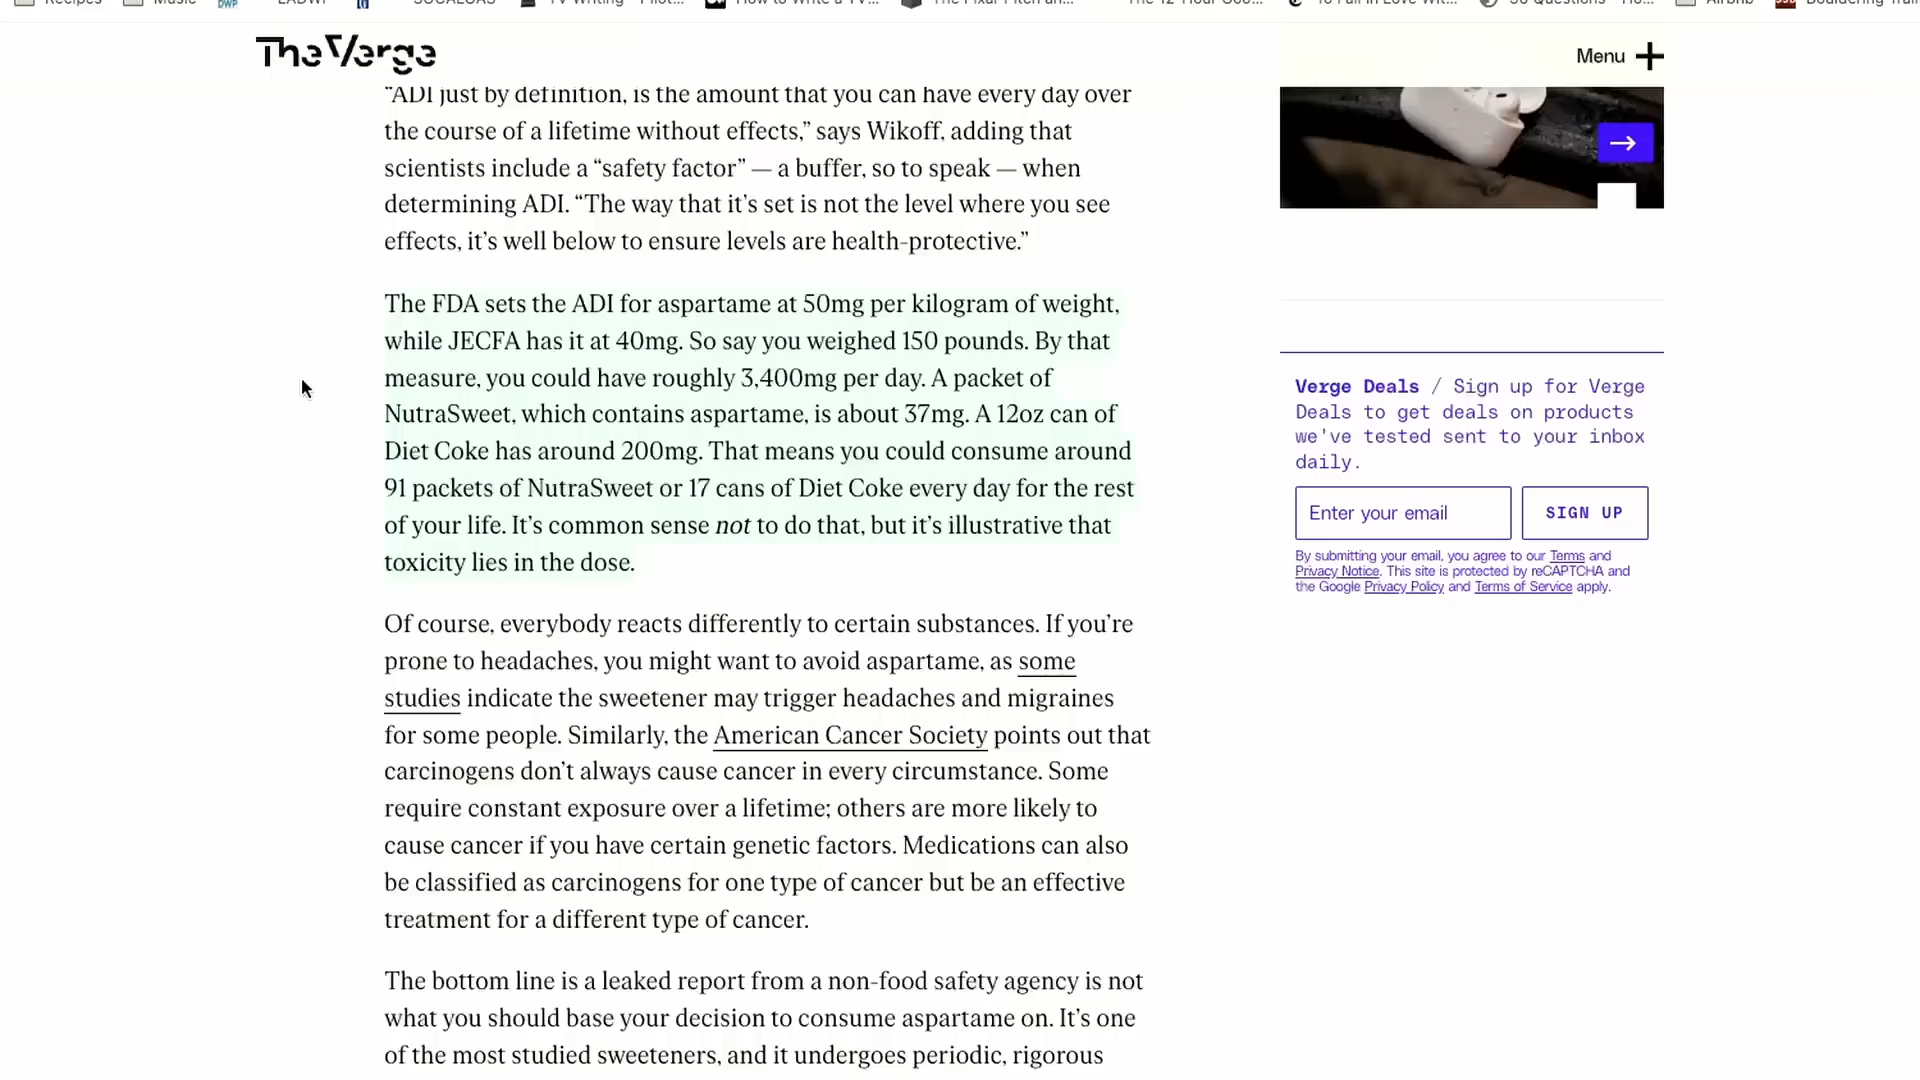 Recipes
Music
DWP
LADWP
SOCALGAS
TV Writing - Pilot...
How to Write a TV...
The Pixar Pitch an...
Airbnb
The Verge
Menu
"ADI just by definition, is the amount that you can have every day over
the course of a lifetime without effects,” says Wikoff, adding that
scientists include a “safety factor” — a buffer, so to speak — when
determining ADI. “The way that it’s set is not the level where you see
effects, it’s well below to ensure levels are health-protective.”
The FDA sets the ADI for aspartame at 50mg per kilogram of weight,
while JECFA has it at 40mg. So say you weighed 150 pounds. By that
measure, you could have roughly 3,400mg per day. A packet of
NutraSweet, which contains aspartame, is about 37mg. A 12oz can of
Diet Coke has around 200mg. That means you could consume around
91 packets of NutraSweet or 17 cans of Diet Coke every day for the rest
of your life. It’s common sense not to do that, but it’s illustrative that
toxicity lies in the dose.
Of course, everybody reacts differently to certain substances. If you’re
prone to headaches, you might want to avoid aspartame, as some
studies indicate the sweetener may trigger headaches and migraines
for some people. Similarly, the American Cancer Society points out that
carcinogens don’t always cause cancer in every circumstance. Some
require constant exposure over a lifetime; others are more likely to
cause cancer if you have certain genetic factors. Medications can also
be classified as carcinogens for one type of cancer but be an effective
treatment for a different type of cancer.
The bottom line is a leaked report from a non-food safety agency is not
what you should base your decision to consume aspartame on. It’s one
of the most studied sweeteners, and it undergoes periodic, rigorous
Verge Deals / Sign up for Verge
Deals to get deals on products
we've tested sent to your inbox
daily.
Enter your email
SIGN UP
By submitting your email, you agree to our Terms and
Privacy Notice. This site is protected by reCAPTCHA and
the Google Privacy Policy and Terms of Service apply.